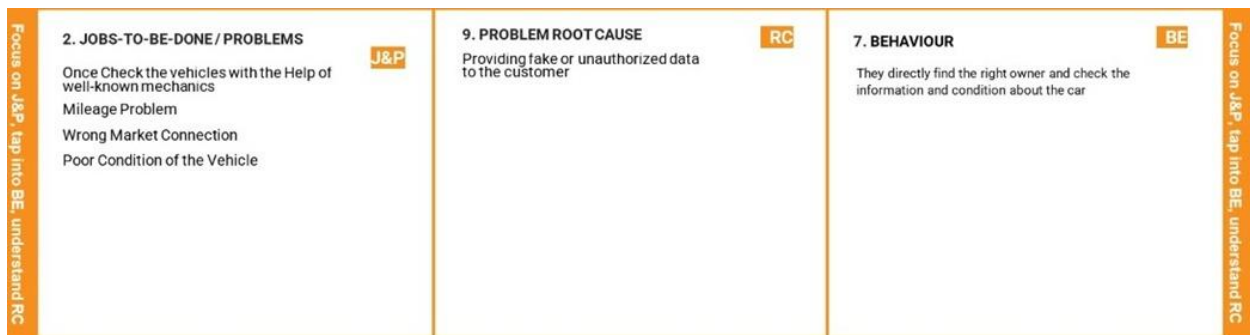 Focus on J&P, tap into BE, understand RC
2. JOBS-TO-BE-DONE / PROBLEMS
J&P
Once Check the vehicles with the Help of
well-known mechanics
Mileage Problem
Wrong Market Connection
Poor Condition of the Vehicle
9. PROBLEM ROOT CAUSE
RC
Providing fake or unauthorized data
to the customer
7. BEHAVIOUR
BE
They directly find the right owner and check the
information and condition about the car
Focus on J&P, tap into BE, understand RC